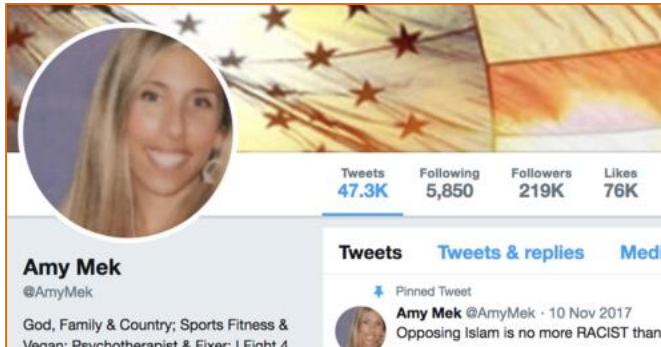 Tweets Following Followers Likes
47.3K 5,850 219K 76K
Amy Mek
@AmyMek
God, Family & Country; Sports Fitness &
Vegan; Psychotherapist & Fixer; I Fight 4
Tweets Tweets & replies
Pinned Tweet
Amy Mek @AmyMek · 10 Nov 2017
Opposing Islam is no more RACIST than